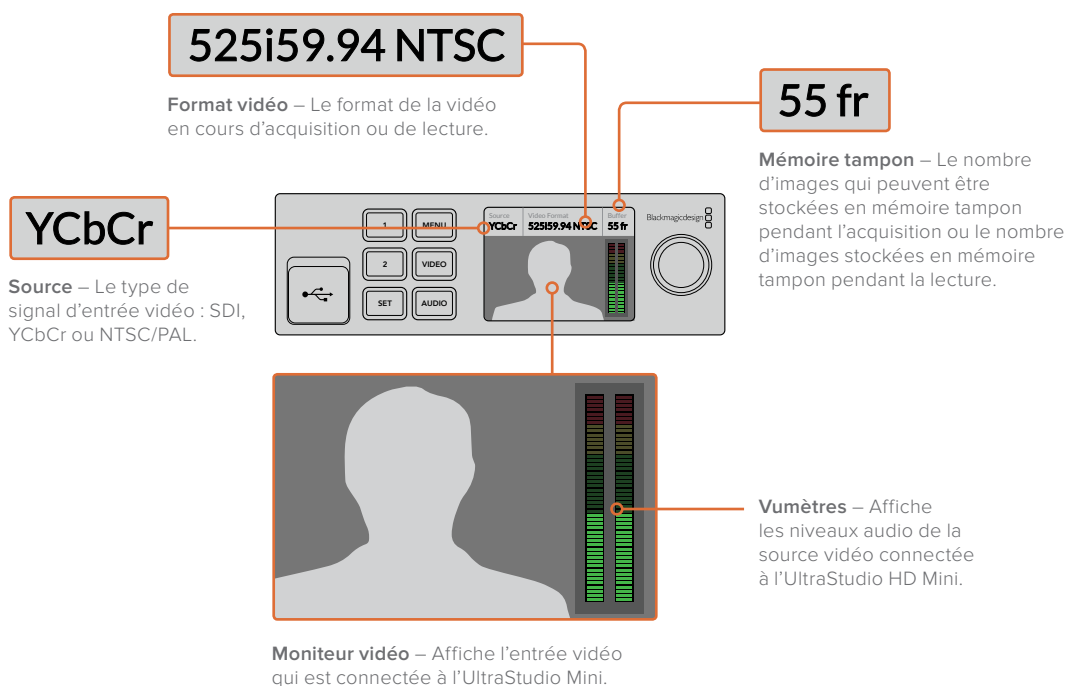 525i59.94 NTSC
Format vidéo – Le format de la vidéo
en cours d'acquisition ou de lecture.
55 fr
Mémoire tampon – Le nombre
d'images qui peuvent être
stockées en mémoire tampon
pendant l'acquisition ou le nombre
d'images stockées en mémoire
tampon pendant la lecture.
YCbCr
Source – Le type de
signal d'entrée vidéo : SDI,
YCbCr ou NTSC/PAL.
1
MENU
2
VIDEO
SET
AUDIO
Source
Video Format
Buffer
YCbCr
525I59.94 NTSC
55 fr
Blackmagicdesign
Vumètres – Affiche
les niveaux audio de la
source vidéo connectée
à l'UltraStudio HD Mini.
Moniteur vidéo – Affiche l'entrée vidéo
qui est connectée à l'UltraStudio Mini.